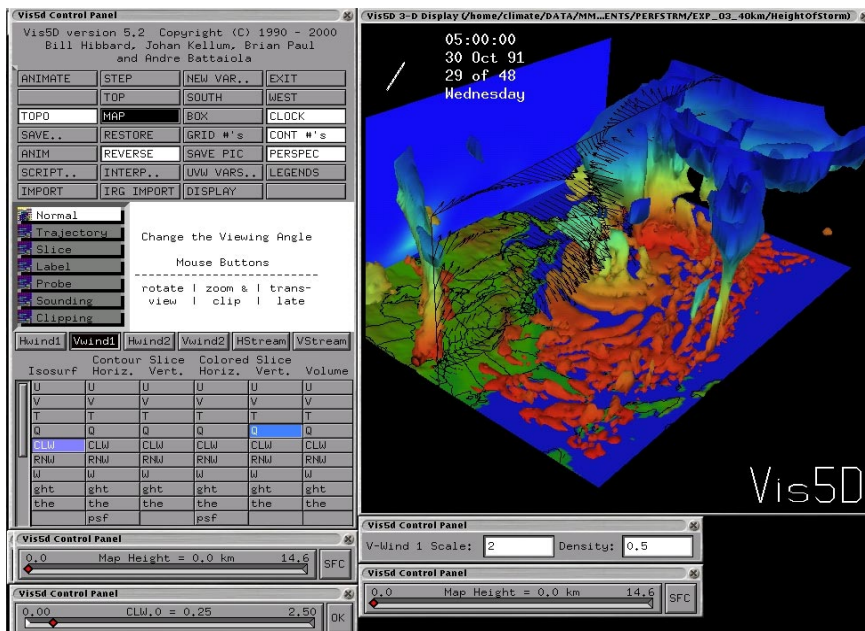 Vis5d Control Panel
Vis5D version 5.2 Copyright (C) 1990 - 2000
Bill Hibbard, Johan Kellum, Brian Paul
and Andre Battaiola
ANIMATE STEP NEW VAR.. EXIT
TOP SOUTH WEST
TOPO MAP BOX CLOCK
SAVE.. RESTORE GRID #'s CONT #'s
ANIM REVERSE SAVE PIC PERSPEC
SCRIPT.. INTERP.. UVW VARS.. LEGENDS
IMPORT IRG IMPORT DISPLAY
Normal
Trajectory
Slice
Label
Probe
Sounding
Clipping
Change the Viewing Angle
Mouse Buttons
rotate | zoom & | trans-
view | clip | late
Hwind1 Vwind1 Hwind2 Vwind2 HStream VStream
Contour Slice Colored Slice
Isosurf Horiz. Vert. Horiz. Vert. Volume
U U U U U U
V V V V V V
T T T T T T
Q Q Q Q Q Q
CLW CLW CLW CLW CLW CLW
RNW RNW RNW RNW RNW RNW
W W W W W W
ght ght ght ght ght ght
the the the the the the
psf psf
Vis5d Control Panel
0.0 Map Height = 0.0 km 14.6 SFC
Vis5d Control Panel
0.00 CLW.0 = 0.25 2.50 OK
Vis5D 3-D Display (/home/climate/DATA/MM...ENTS/PERFSTRM/EXP_03_40km/HeightOfStorm)
05:00:00
30 Oct 91
29 of 48
Wednesday
Vis5D
Vis5d Control Panel
V-Wind 1 Scale: 2 Density: 0.5
Vis5d Control Panel
0.0 Map Height = 0.0 km 14.6 SFC